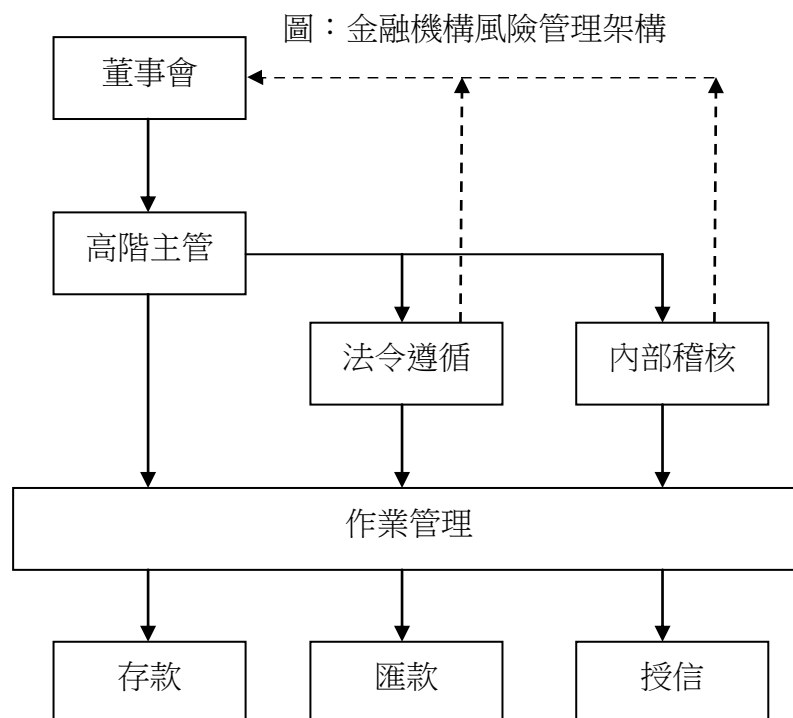 圖：金融機構風險管理架構
董事會
高階主管
法令遵循
內部稽核
作業管理
存款
匯款
授信